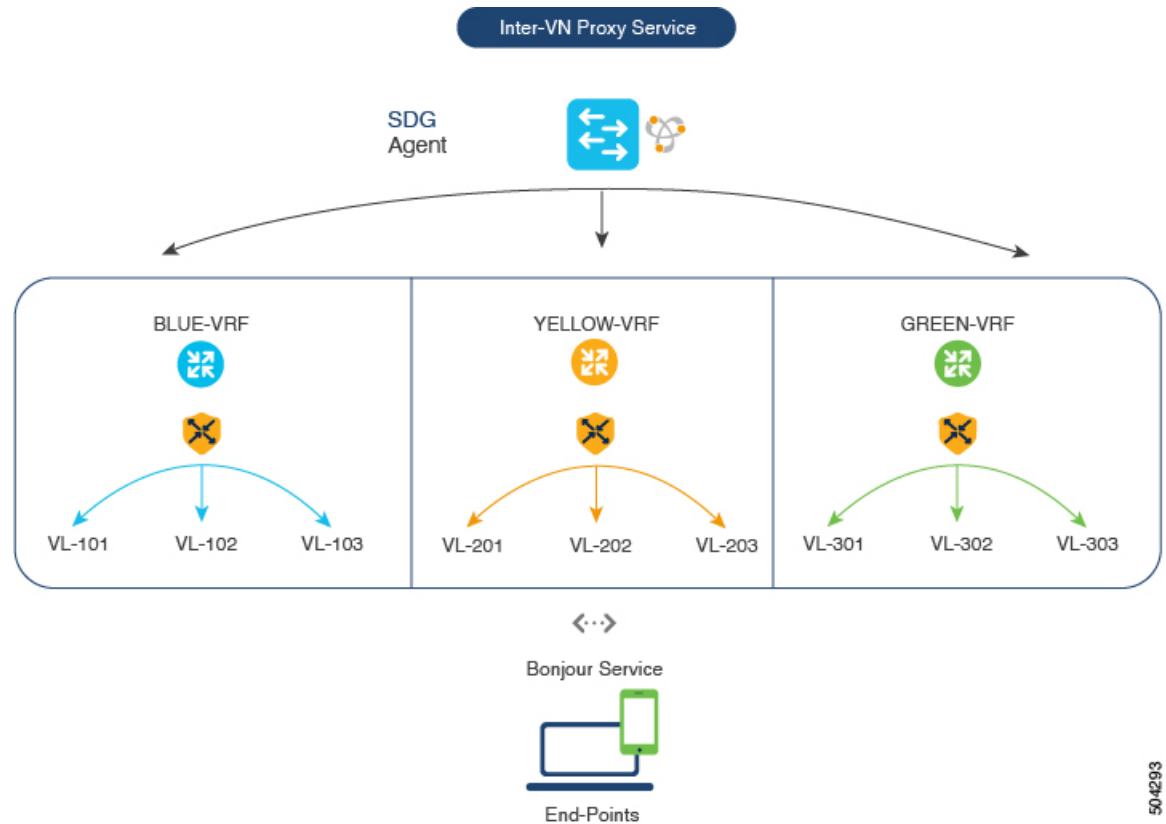 Inter-VN Proxy Service
SDG
Agent
BLUE-VRF
YELLOW-VRF
GREEN-VRF
VL-101
VL-102
VL-103
VL-201
VL-202
VL-203
VL-301
VL-302
VL-303
Bonjour Service
End-Points
504293